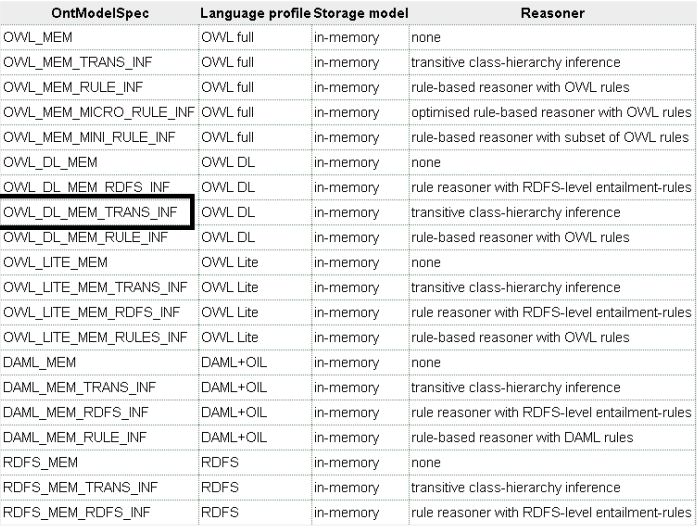 OntModelSpec Language profile Storage model Reasoner
OWL_MEM OWL full in-memory none
OWL_MEM_TRANS_INF OWL full in-memory transitive class-hierarchy inference
OWL_MEM_RULE_INF OWL full in-memory rule-based reasoner with OWL rules
OWL_MEM_MICRO_RULE_INF OWL full in-memory optimised rule-based reasoner with OWL rules
OWL_MEM_MINI_RULE_INF OWL full in-memory rule-based reasoner with subset of OWL rules
OWL_DL_MEM OWL DL in-memory none
OWL_DL_MEM_RDFS_INF OWL DL in-memory rule reasoner with RDFS-level entailment-rules
OWL_DL_MEM_TRANS_INF OWL DL in-memory transitive class-hierarchy inference
OWL_DL_MEM_RULE_INF OWL DL in-memory rule-based reasoner with OWL rules
OWL_LITE_MEM OWL Lite in-memory none
OWL_LITE_MEM_TRANS_INF OWL Lite in-memory transitive class-hierarchy inference
OWL_LITE_MEM_RDFS_INF OWL Lite in-memory rule reasoner with RDFS-level entailment-rules
OWL_LITE_MEM_RULES_INF OWL Lite in-memory rule-based reasoner with OWL rules
DAML_MEM DAML+OIL in-memory none
DAML_MEM_TRANS_INF DAML+OIL in-memory transitive class-hierarchy inference
DAML_MEM_RDFS_INF DAML+OIL in-memory rule reasoner with RDFS-level entailment-rules
DAML_MEM_RULE_INF DAML+OIL in-memory rule-based reasoner with DAML rules
RDFS_MEM RDFS in-memory none
RDFS_MEM_TRANS_INF RDFS in-memory transitive class-hierarchy inference
RDFS_MEM_RDFS_INF RDFS in-memory rule reasoner with RDFS-level entailment-rules